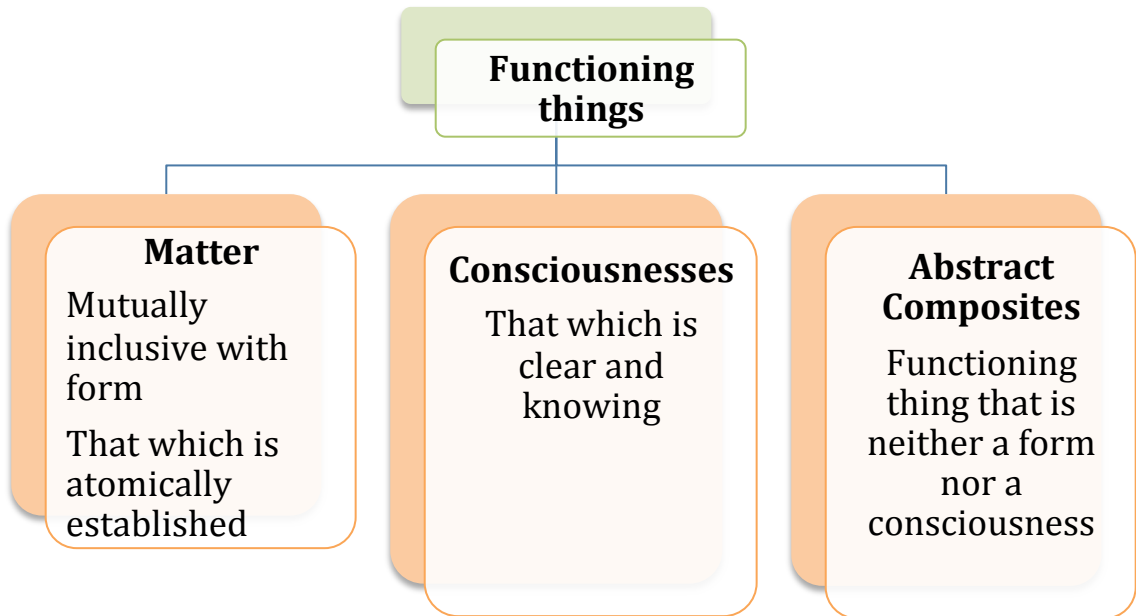 Functioning
things
Matter
Mutually
inclusive with
form
That which is
atomically
established
Consciousnesses
That which is
clear and
knowing
Abstract
Composites
Functioning
thing that is
neither a form
nor a
consciousness